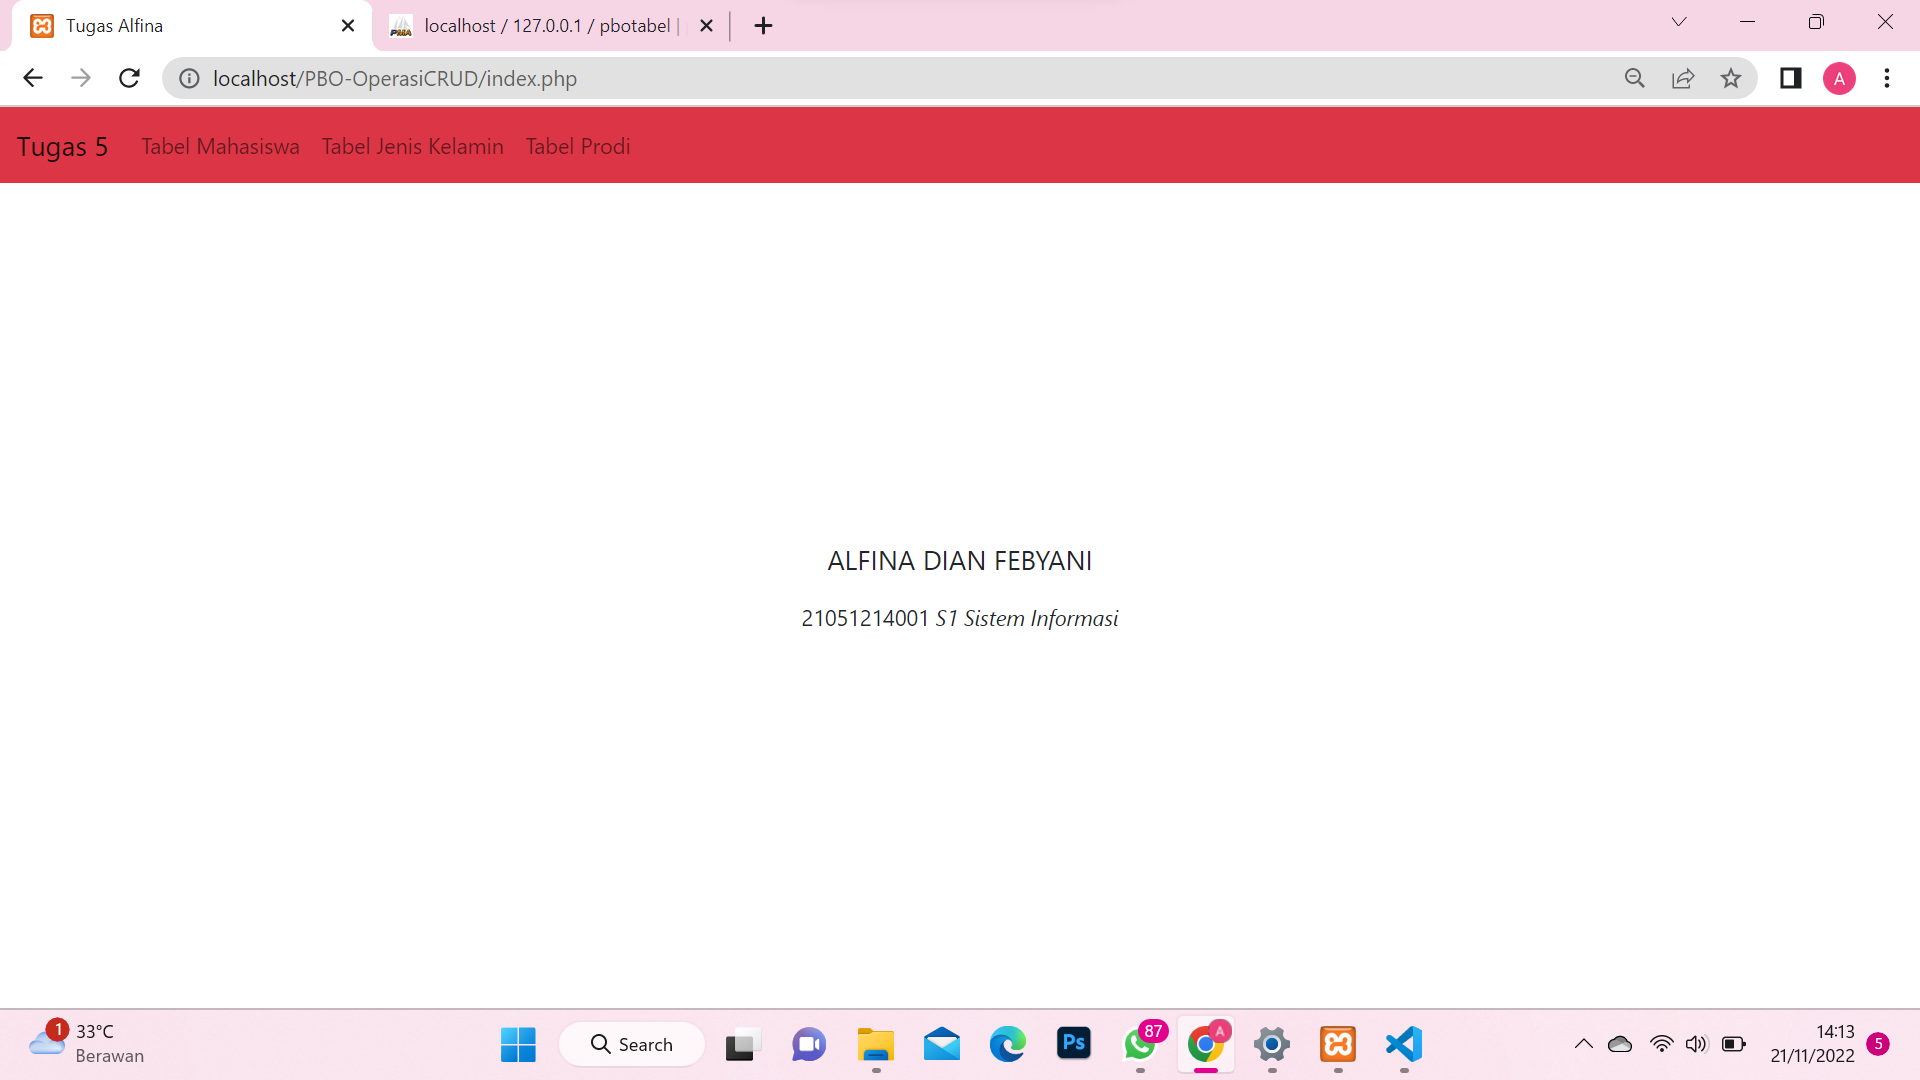 Tugas Alfina
localhost / 127.0.0.1 / pbotabel |
localhost/PBO-OperasiCRUD/index.php
A
Tugas 5 Tabel Mahasiswa Tabel Jenis Kelamin Tabel Prodi
ALFINA DIAN FEBYANI
21051214001 S1 Sistem Informasi
1
33°C
Berawan
Search
Ps
87
A
14:13
21/11/2022
5